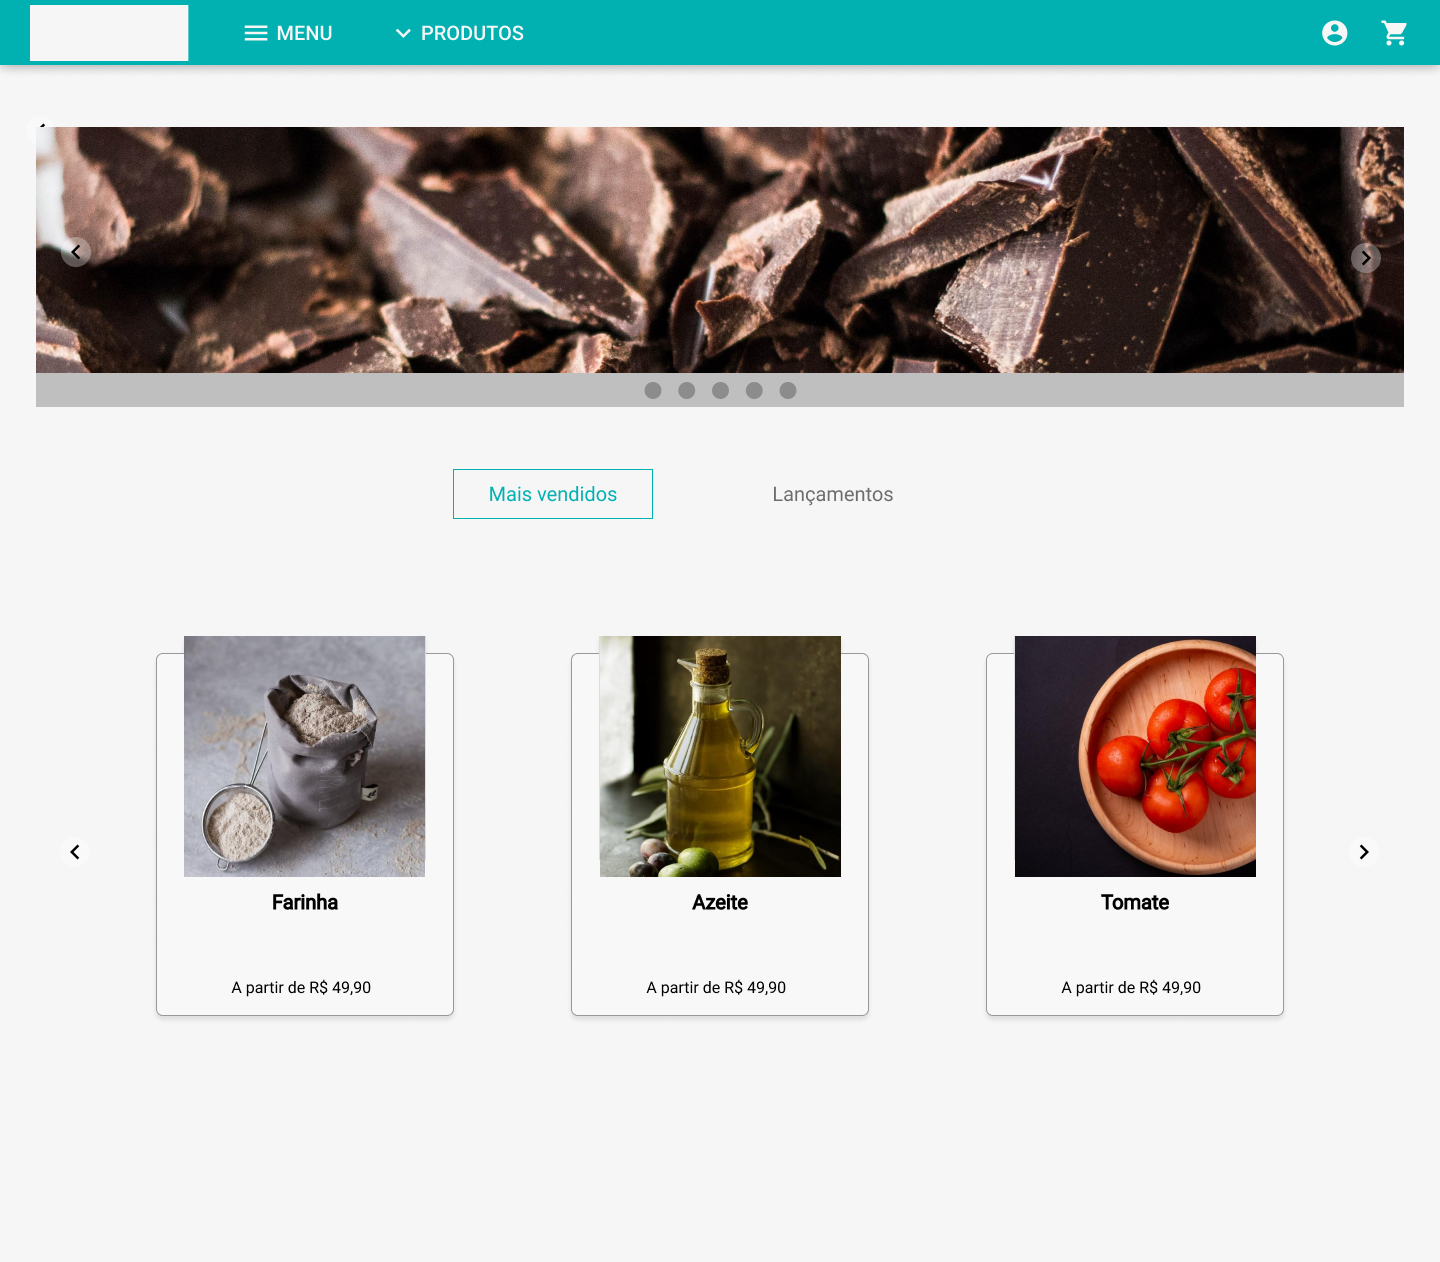 MENU
PRODUTOS
Mais vendidos
Lançamentos
Farinha
Azeite
Tomate
A partir de R$ 49,90
A partir de R$ 49,90
A partir de R$ 49,90